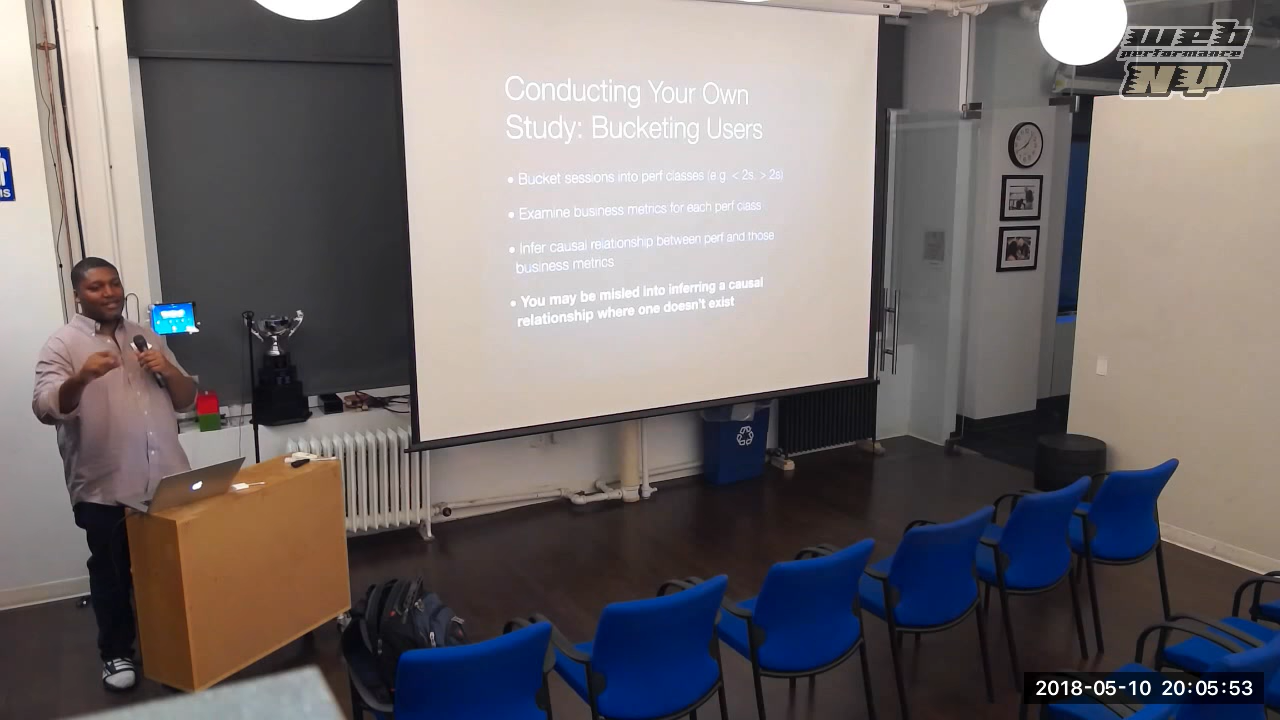 web
performance
NY
Conducting Your Own
Study: Bucketing Users
• Bucket sessions into perf classes (e.g. < 2s, > 2s)
• Examine business metrics for each perf class
• Infer causal relationship between perf and those
business metrics
• You may be misled into inferring a causal
relationship where one doesn't exist
2018-05-10 20:05:53